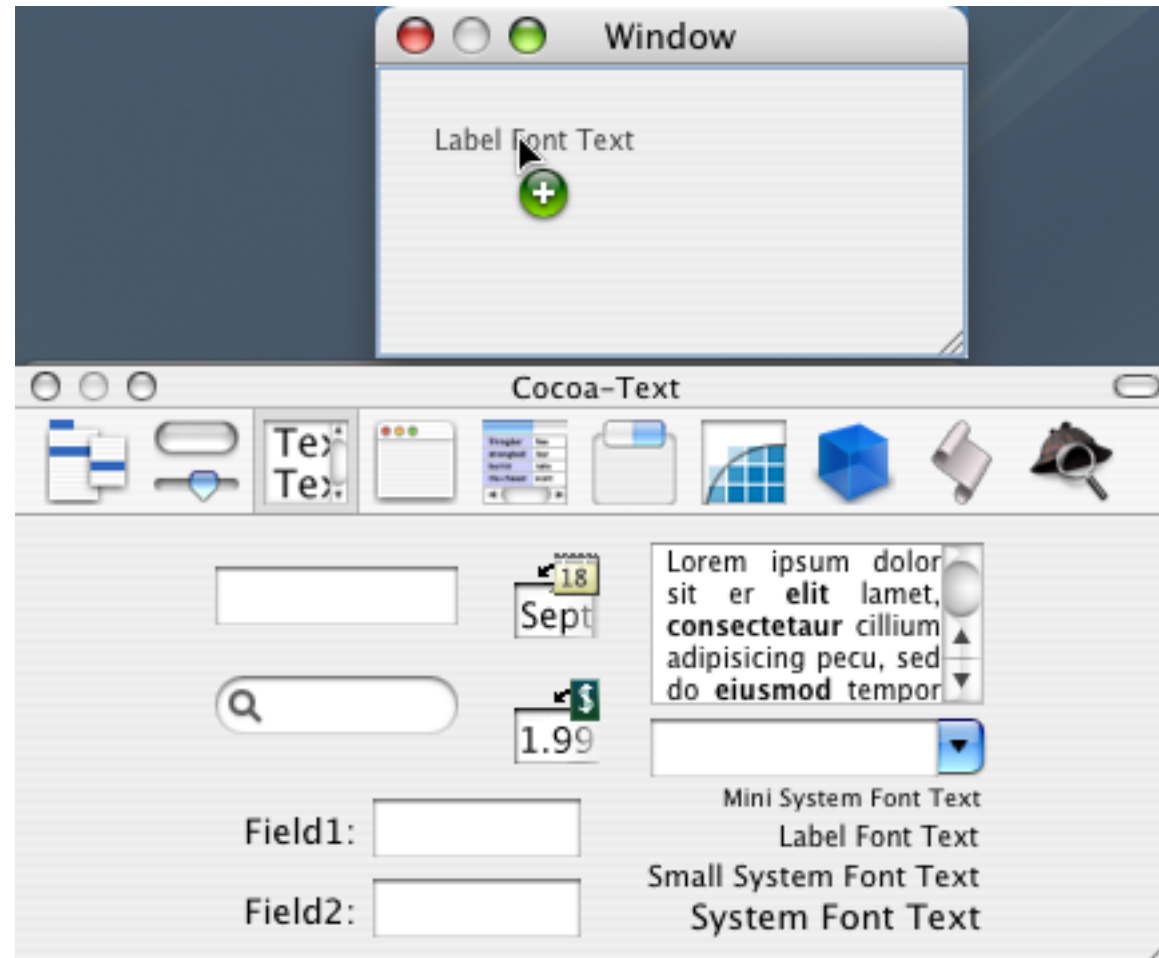 Window
Label Font Text
Cocoa-Text
Tex
Tex
18
Sept
$
1.99
Lorem ipsum dolor
sit er elit lamet,
consectetaur cillium
adipisicing pecu, sed
do eiusmod tempor
Mini System Font Text
Label Font Text
Small System Font Text
System Font Text
Field1:
Field2: